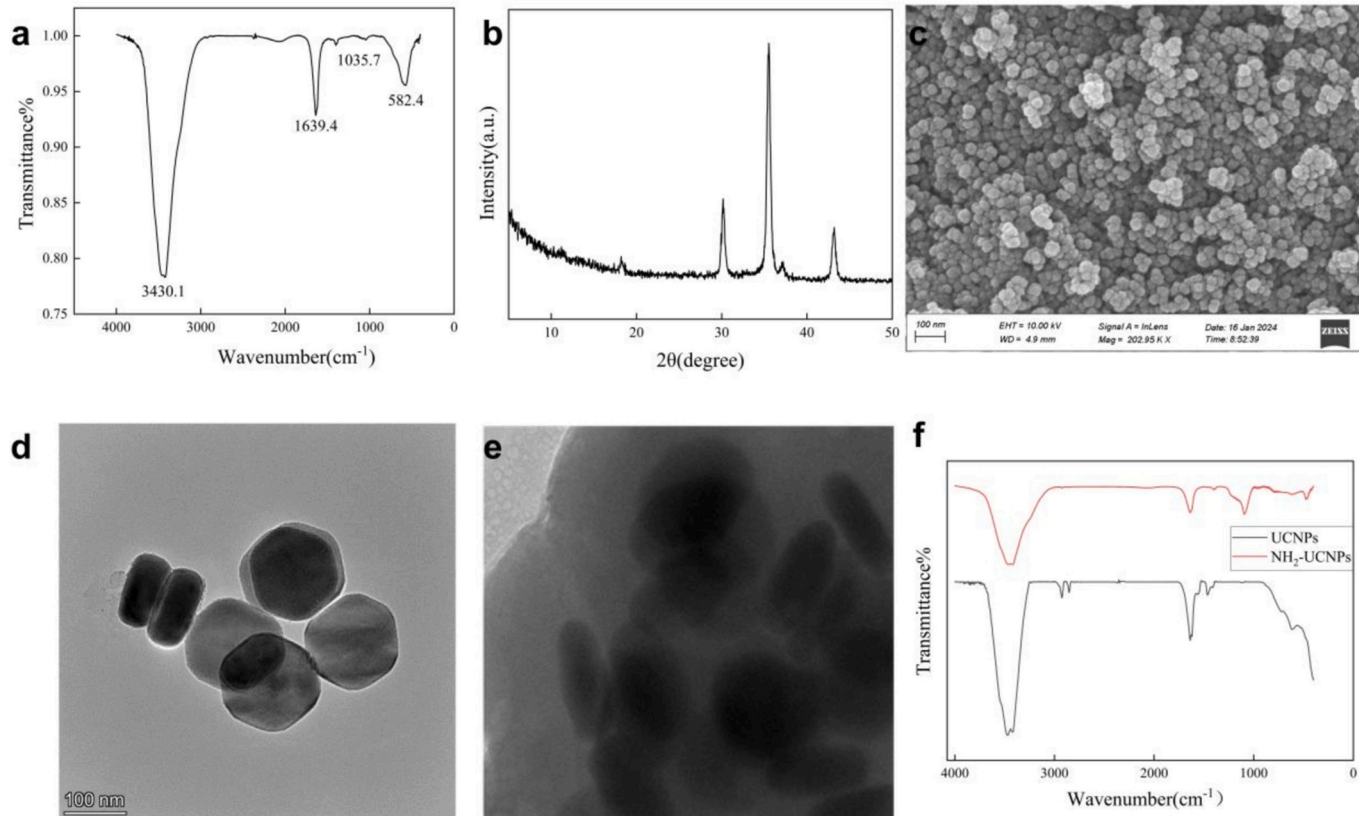 a
1.00
0.95
0.90
0.85
0.80
0.75
Transmittance%
1035.7
582.4
1639.4
3430.1
4000 3000 2000 1000 0
Wavenumber(cm⁻¹)
b
Intensity(a.u.)
10 20 30 40 50
2θ(degree)
c
100 nm
EHT = 10.00 kV Signal A = InLens Date: 16 Jan 2024
WD = 4.9 mm Mag = 202.95 K X Time: 8:52:39
ZEISS
d
100 nm
e
f
Transmittance%
UCNPs
NH₂-UCNPs
4000 3000 2000 1000 0
Wavenumber(cm⁻¹)